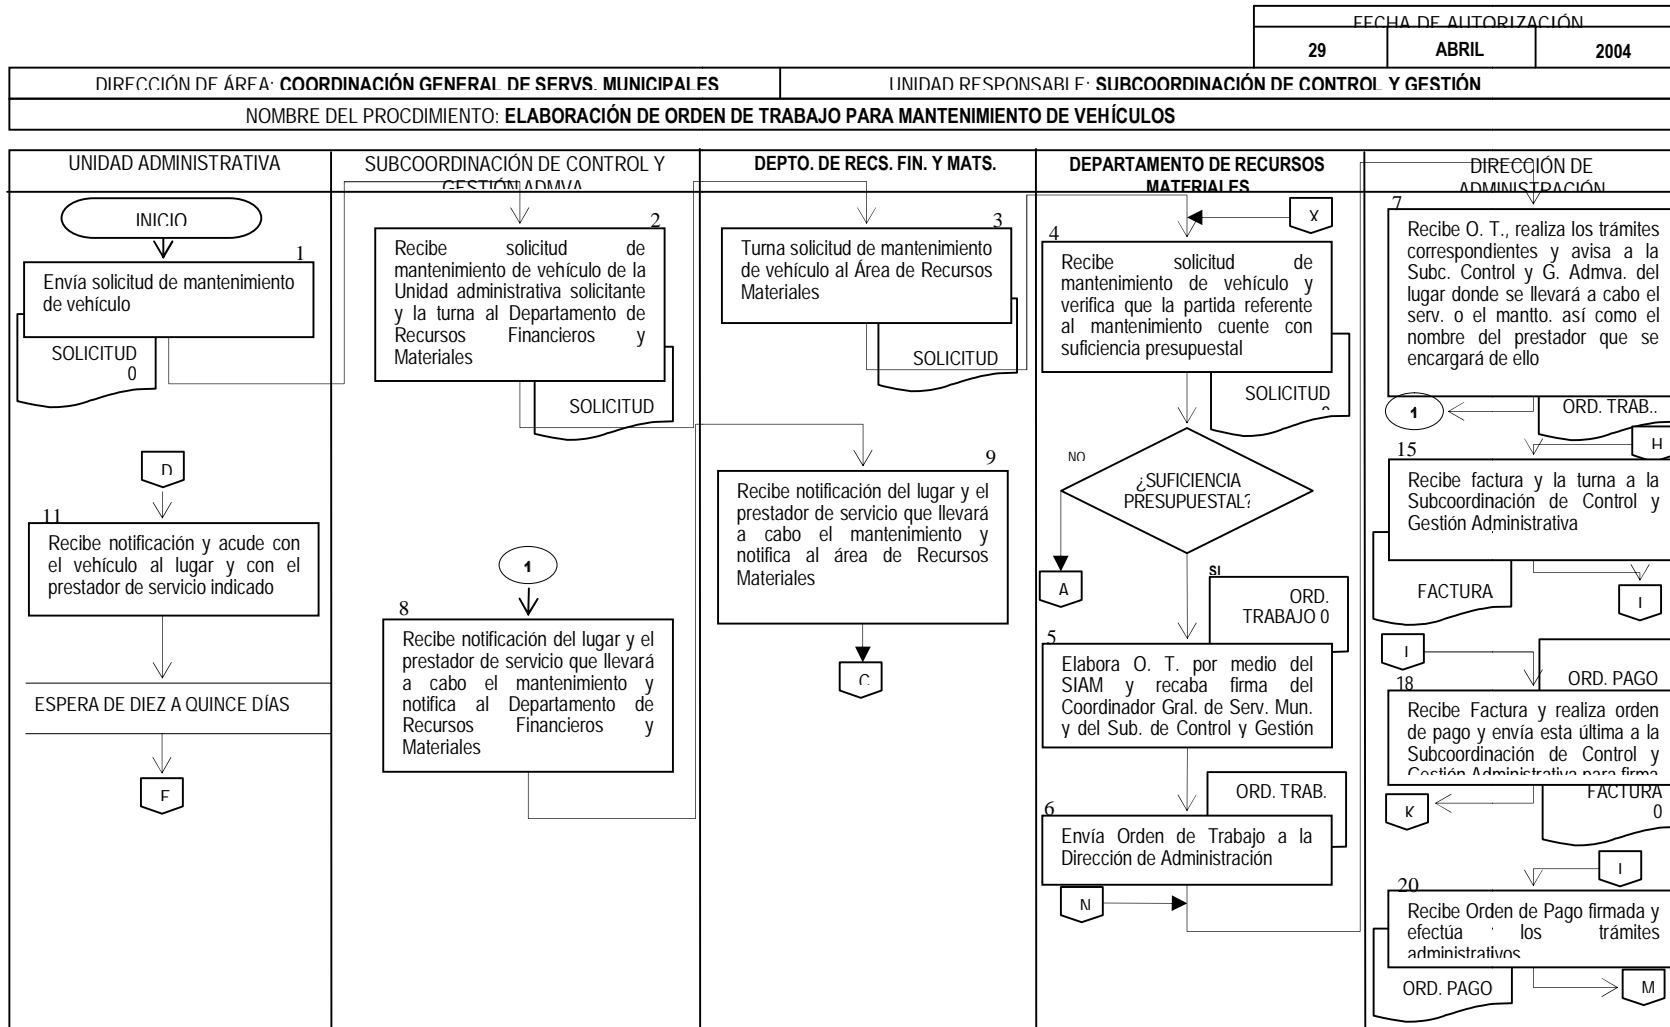 FECHA DE AUTORIZACIÓN
29 ABRIL 2004
DIRECCIÓN DE ÁREA: COORDINACIÓN GENERAL DE SERVS. MUNICIPALES
UNIDAD RESPONSABLE: SUBCOORDINACIÓN DE CONTROL Y GESTIÓN
NOMBRE DEL PROCDIMIENTO: ELABORACIÓN DE ORDEN DE TRABAJO PARA MANTENIMIENTO DE VEHÍCULOS
UNIDAD ADMINISTRATIVA
INICIO
1
Envía solicitud de mantenimiento
de vehículo
SOLICITUD
0
D
11
Recibe notificación y acude con
el vehículo al lugar y con el
prestador de servicio indicado
ESPERA DE DIEZ A QUINCE DÍAS
SUBCOORDINACIÓN DE CONTROL Y
GESTIÓN ADMVA
2
Recibe solicitud de
mantenimiento de vehículo de la
Unidad administrativa solicitante
y la turna al Departamento de
Recursos Financieros y
Materiales
SOLICITUD
1
8
Recibe notificación del lugar y el
prestador de servicio que llevará
a cabo el mantenimiento y
notifica al Departamento de
Recursos Financieros y
Materiales
DEPTO. DE RECS. FIN. Y MATS.
3
Turna solicitud de mantenimiento
de vehículo al Área de Recursos
Materiales
SOLICITUD
9
Recibe notificación del lugar y el
prestador de servicio que llevará
a cabo el mantenimiento y
notifica al área de Recursos
Materiales
C
DEPARTAMENTO DE RECURSOS
MATERIALES
X
4
Recibe solicitud de
mantenimiento de vehículo y
verifica que la partida referente
al mantenimiento cuente con
suficiencia presupuestal
SOLICITUD
NO
¿SUFICIENCIA
PRESUPUESTAL?
A
SI
ORD.
TRABAJO 0
5
Elabora O. T. por medio del
SIAM y recaba firma del
Coordinador Gral. de Serv. Mun.
y del Sub. de Control y Gestión
ORD. TRAB.
6
Envía Orden de Trabajo a la
Dirección de Administración
N
DIRECCIÓN DE
ADMINISTRACIÓN
7
Recibe O. T., realiza los trámites
correspondientes y avisa a la
Subc. Control y G. Admva. del
lugar donde se llevará a cabo el
serv. o el mantto. así como el
nombre del prestador que se
encargará de ello
1
ORD. TRAB..
H
15
Recibe factura y la turna a la
Subcoordinación de Control y
Gestión Administrativa
FACTURA
ORD. PAGO
18
Recibe Factura y realiza orden
de pago y envía esta última a la
Subcoordinación de Control y
Gestión Administrativa para firma
K
FACTURA
0
20
Recibe Orden de Pago firmada y
efectúa los trámites
administrativos
ORD. PAGO
M